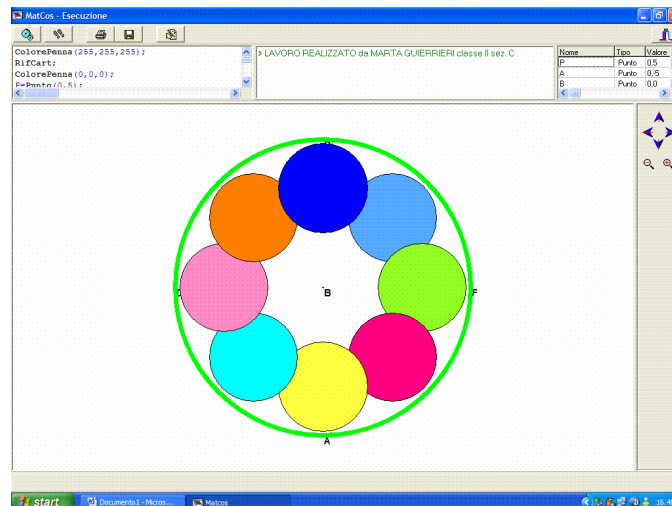 MatCos - Esecuzione
ColorePenna(255,255,255);
RifCart;
ColorePenna(0,0,0);
P=Punto(0,5);
> LAVORO REALIZZATO da MARTA GUIERRIERI classe II sez. C
Nome Tipo Valore
P Punto 0,5
A Punto 0,-5
B Punto 0,0
B
F
A
start Documento1 - Micros... Matcos